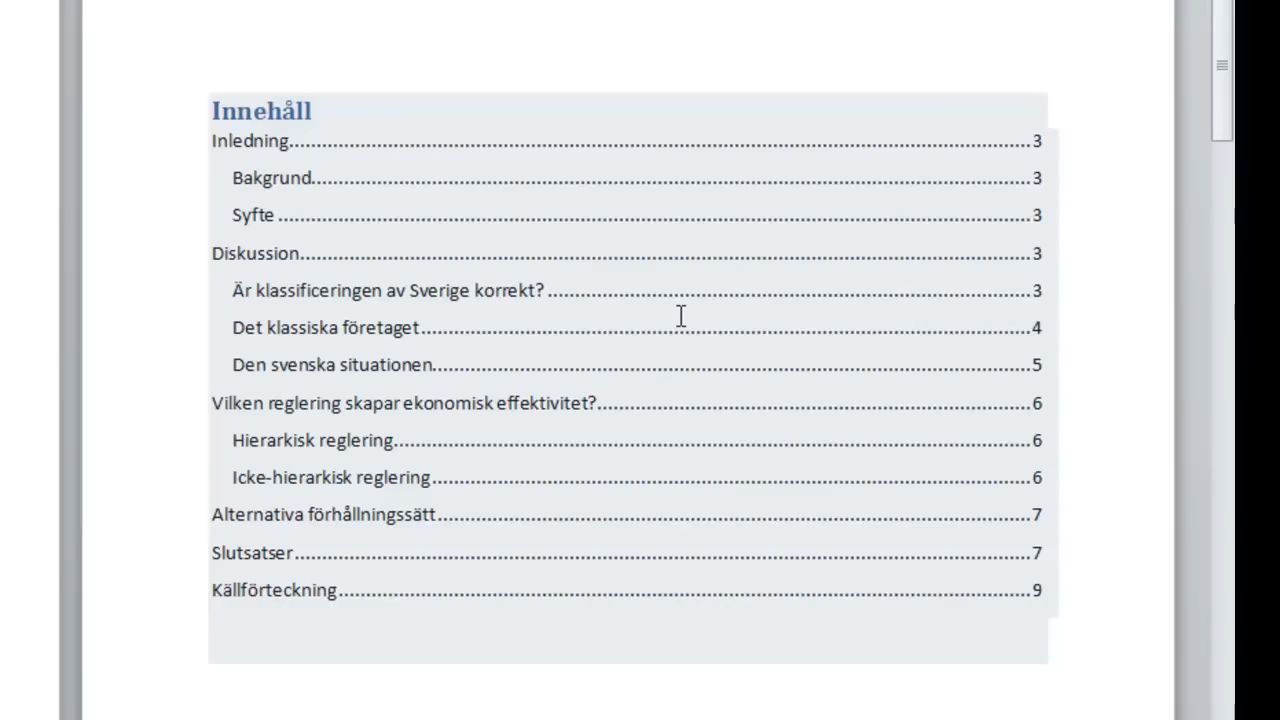 Innehåll
Inledning 3
Bakgrund 3
Syfte 3
Diskussion 3
Är klassificeringen av Sverige korrekt? 3
Det klassiska företaget 4
Den svenska situationen 5
Vilken reglering skapar ekonomisk effektivitet? 6
Hierarkisk reglering 6
Icke-hierarkisk reglering 6
Alternativa förhållningssätt 7
Slutsatser 7
Källförteckning 9